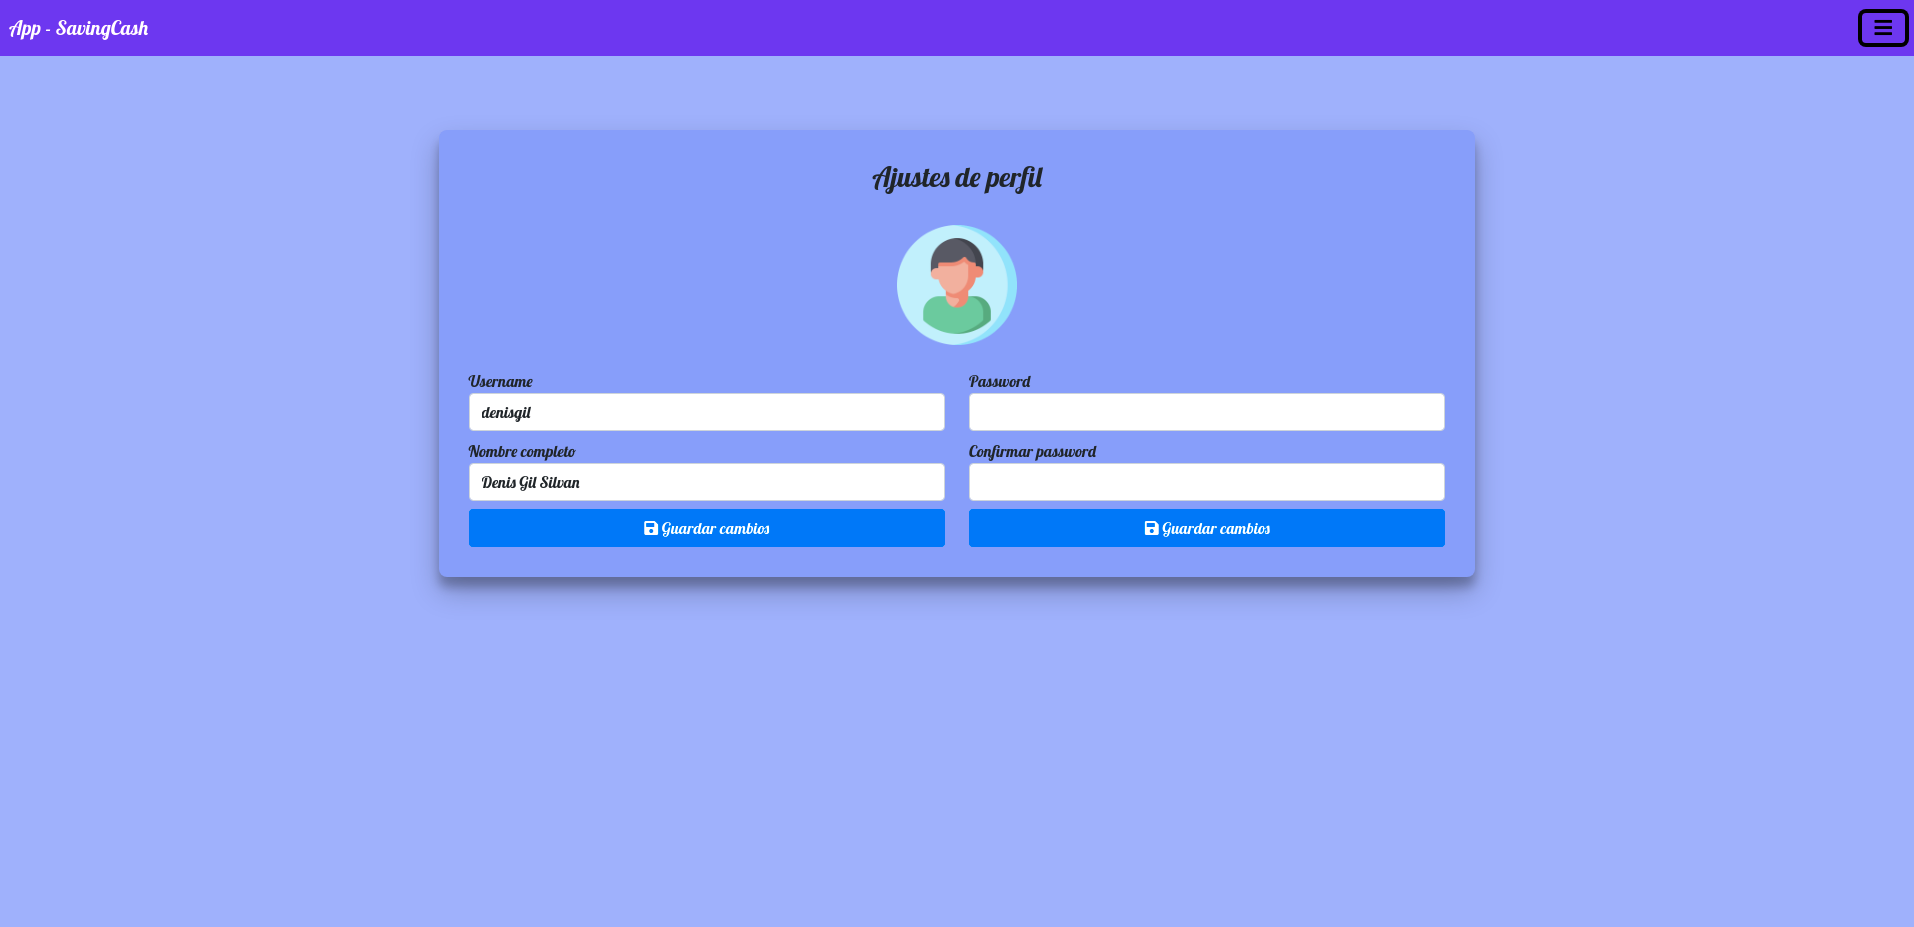 App - SavingCash
Ajustes de perfil
Username
denisgil
Nombre completo
Denis Gil Silvan
Guardar cambios
Password
Confirmar password
Guardar cambios